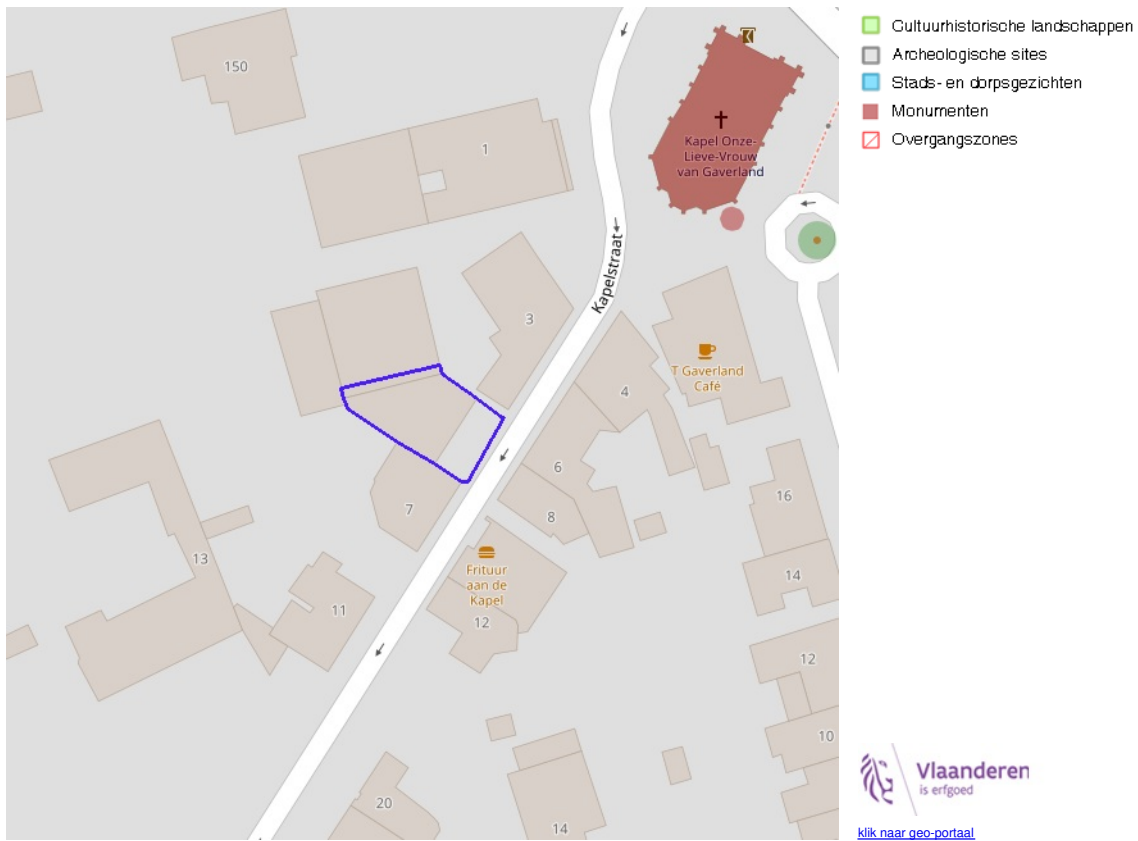 150
1
Kapel Onze-
Lieve-Vrouw
van Gaverland
Kapelstraat
3
T Gaverland
Café
4
6
16
7
8
13
Frituur
aan de
Kapel
14
11
12
12
10
20
14
Cultuurhistorische landschappen
Archeologische sites
Stads- en dorpsgezichten
Monumenten
Overgangszones
Vlaanderen
is erfgoed
klik naar geo-portaal